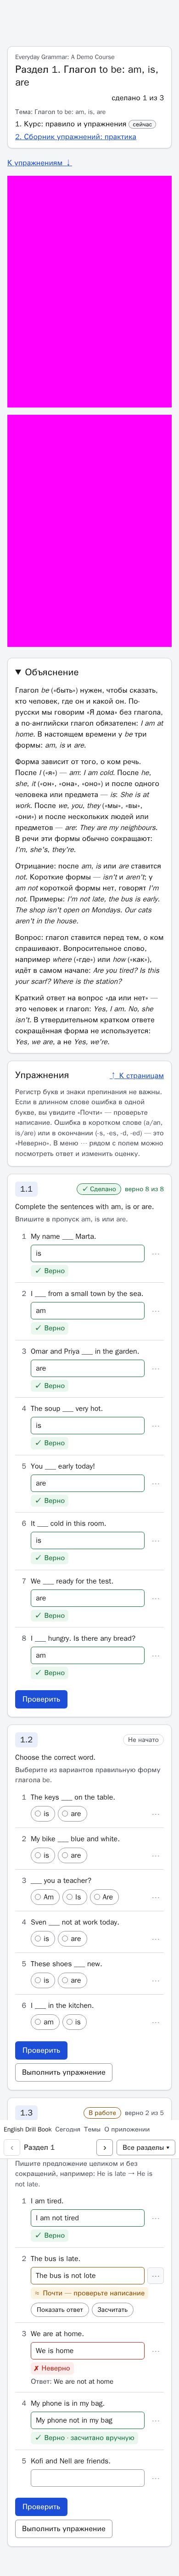 Everyday Grammar: A Demo Course
Раздел 1. Глагол to be: am, is,
are
сделано 1 из 3
Тема: Глагол to be: am, is, are
1. Курс: правило и упражнения сейчас
2. Сборник упражнений: практика
К упражнениям ↓
▼ Объяснение
Глагол be («быть») нужен, чтобы сказать,
кто человек, где он и какой он. По-
русски мы говорим «Я дома» без глагола,
а по-английски глагол обязателен: I am at
home. В настоящем времени у be три
формы: am, is и are.
Форма зависит от того, о ком речь.
После I («я») — am: I am cold. После he,
she, it («он», «она», «оно») и после одного
человека или предмета — is: She is at
work. После we, you, they («мы», «вы»,
«они») и после нескольких людей или
предметов — are: They are my neighbours.
В речи эти формы обычно сокращают:
I'm, she's, they're.
Отрицание: после am, is или are ставится
not. Короткие формы — isn't и aren't; у
am not короткой формы нет, говорят I'm
not. Примеры: I'm not late, the bus is early.
The shop isn't open on Mondays. Our cats
aren't in the house.
Вопрос: глагол ставится перед тем, о ком
спрашивают. Вопросительное слово,
например where («где») или how («как»),
идёт в самом начале: Are you tired? Is this
your scarf? Where is the station?
Краткий ответ на вопрос «да или нет» —
это глагол и глагол: Yes, I am. No, she
isn't. В утвердительном кратком ответе
сокращённая форма не используется:
Yes, we are, а не Yes, we're.
Упражнения
↑ К страницам
Регистр букв и знаки препинания не важны.
Если в длинном слове ошибка в одной
букве, вы видите «Почти» — проверьте
написание. Ошибка в коротком слове (a/an,
is/are) или в окончании (-s, -es, -d, -ed) — это
«Неверно». В меню ··· рядом с полем можно
посмотреть ответ и изменить оценку.
1.1
✓ Сделано верно 8 из 8
Complete the sentences with am, is or are.
Впишите в пропуск am, is или are.
1 My name ___ Marta.
is
···
✓ Верно
2 I ___ from a small town by the sea.
am
···
✓ Верно
3 Omar and Priya ___ in the garden.
are
···
✓ Верно
4 The soup ___ very hot.
is
···
✓ Верно
5 You ___ early today!
are
···
✓ Верно
6 It ___ cold in this room.
is
···
✓ Верно
7 We ___ ready for the test.
are
···
✓ Верно
8 I ___ hungry. Is there any bread?
am
···
✓ Верно
Проверить
1.2
Не начато
Choose the correct word.
Выберите из вариантов правильную форму
глагола be.
1 The keys ___ on the table.
is are ···
2 My bike ___ blue and white.
is are ···
3 ___ you a teacher?
Am Is Are ···
4 Sven ___ not at work today.
is are ···
5 These shoes ___ new.
is are ···
6 I ___ in the kitchen.
am is ···
Проверить
Выполнить упражнение
1.3
В работе верно 2 из 5
English Drill Book Сегодня Темы О приложении
‹ Раздел 1 › Все разделы ▾
Пишите предложение целиком и без
сокращений, например: He is late → He is
not late.
1 I am tired.
I am not tired
···
✓ Верно
2 The bus is late.
The bus is not lote
···
≈ Почти — проверьте написание
Показать ответ Засчитать
3 We are at home.
We is home
···
✗ Неверно
Ответ: We are not at home
4 My phone is in my bag.
My phone not in my bag
···
✓ Верно · засчитано вручную
5 Kofi and Nell are friends.
···
Проверить
Выполнить упражнение